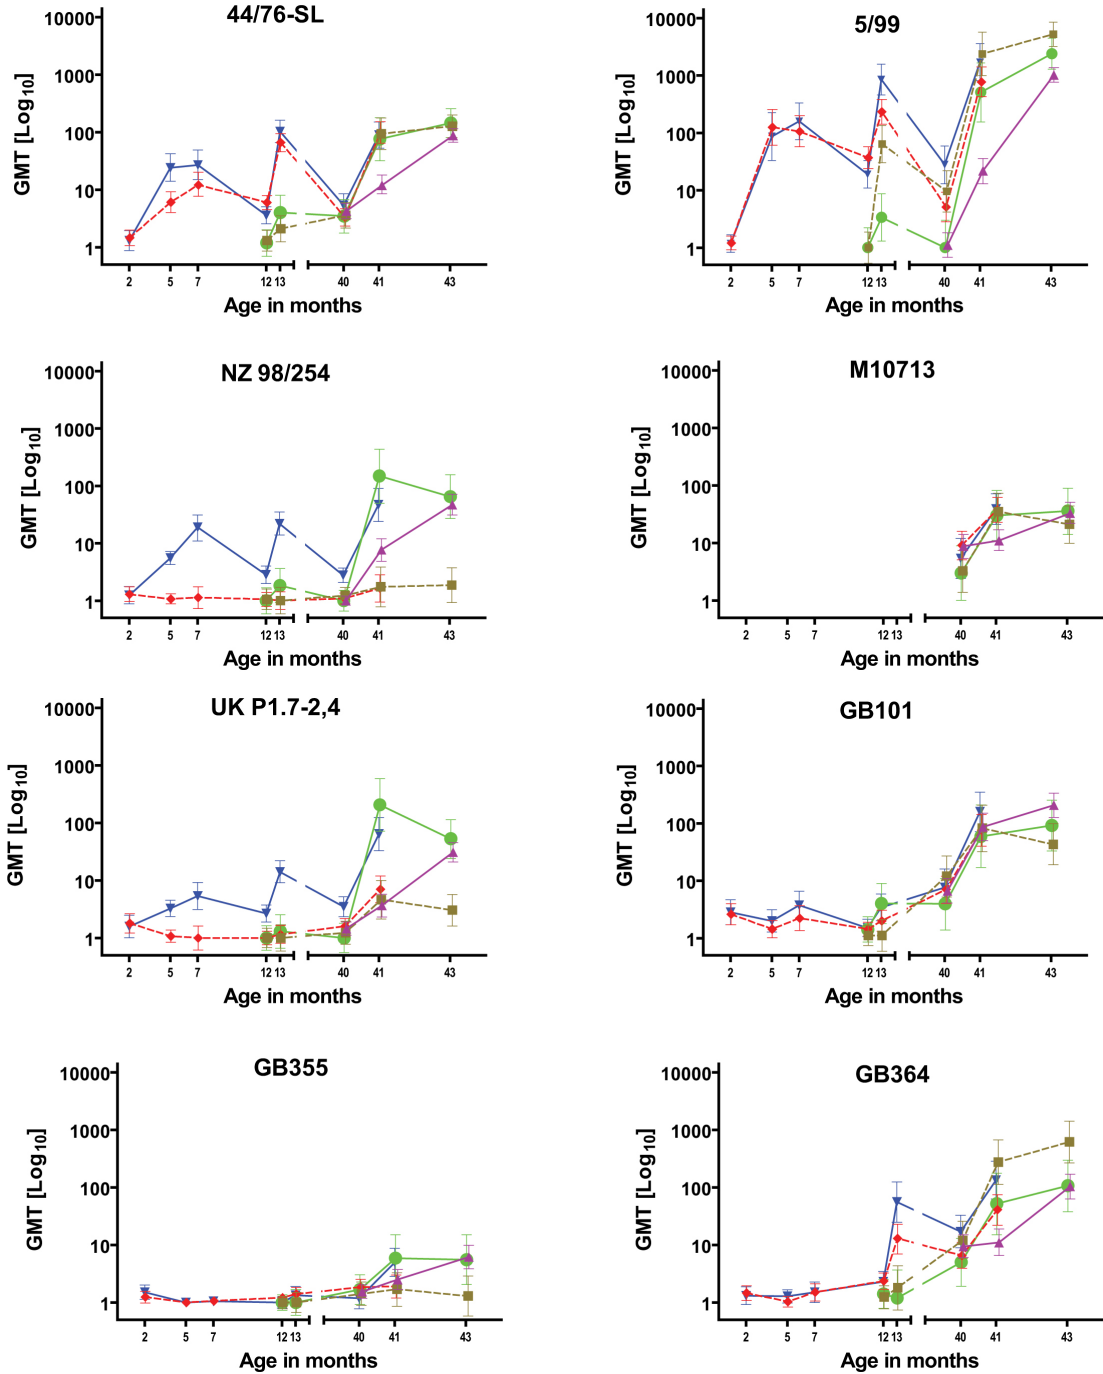 44/76-SL
10000
1000
100
10
1
GMT [Log10]
2 5 7 12 13 40 41 43
Age in months
5/99
10000
1000
100
10
1
GMT [Log10]
2 5 7 12 13 40 41 43
Age in months
NZ 98/254
10000
1000
100
10
1
GMT [Log10]
2 5 7 12 13 40 41 43
Age in months
M10713
10000
1000
100
10
1
GMT [Log10]
2 5 7 12 13 40 41 43
Age in months
UK P1.7-2,4
10000
1000
100
10
1
GMT [Log10]
2 5 7 12 13 40 41 43
Age in months
GB101
10000
1000
100
10
1
GMT [Log10]
2 5 7 12 13 40 41 43
Age in months
GB355
10000
1000
100
10
1
GMT [Log10]
2 5 7 12 13 40 41 43
Age in months
GB364
10000
1000
100
10
1
GMT [Log10]
2 5 7 12 13 40 41 43
Age in months